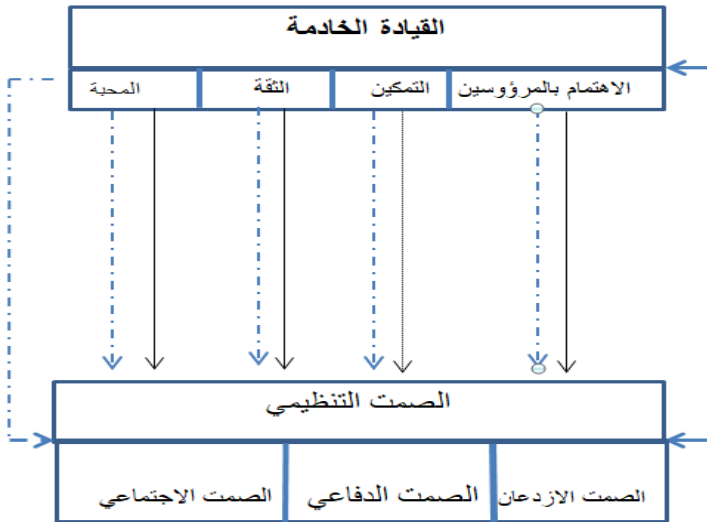 القيادة الخادمة
الاهتمام بالمرؤوسين التمكين الثقة المحبة
الصمت التنظيمي
الصمت الازدعان الصمت الدفاعي الصمت الاجتماعي